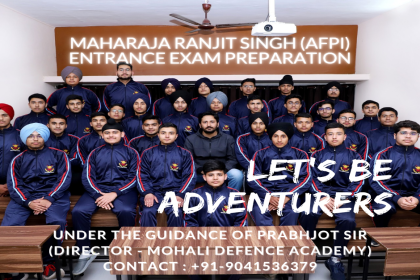 MAHARAJA RANJIT SINGH (AFPI)
ENTRANCE EXAM PREPARATION
LET'S BE
ADVENTURERS
UNDER THE GUIDANCE OF PRABHJOT SIR
(DIRECTOR - MOHALI DEFENCE ACADEMY)
CONTACT : +91-9041536379